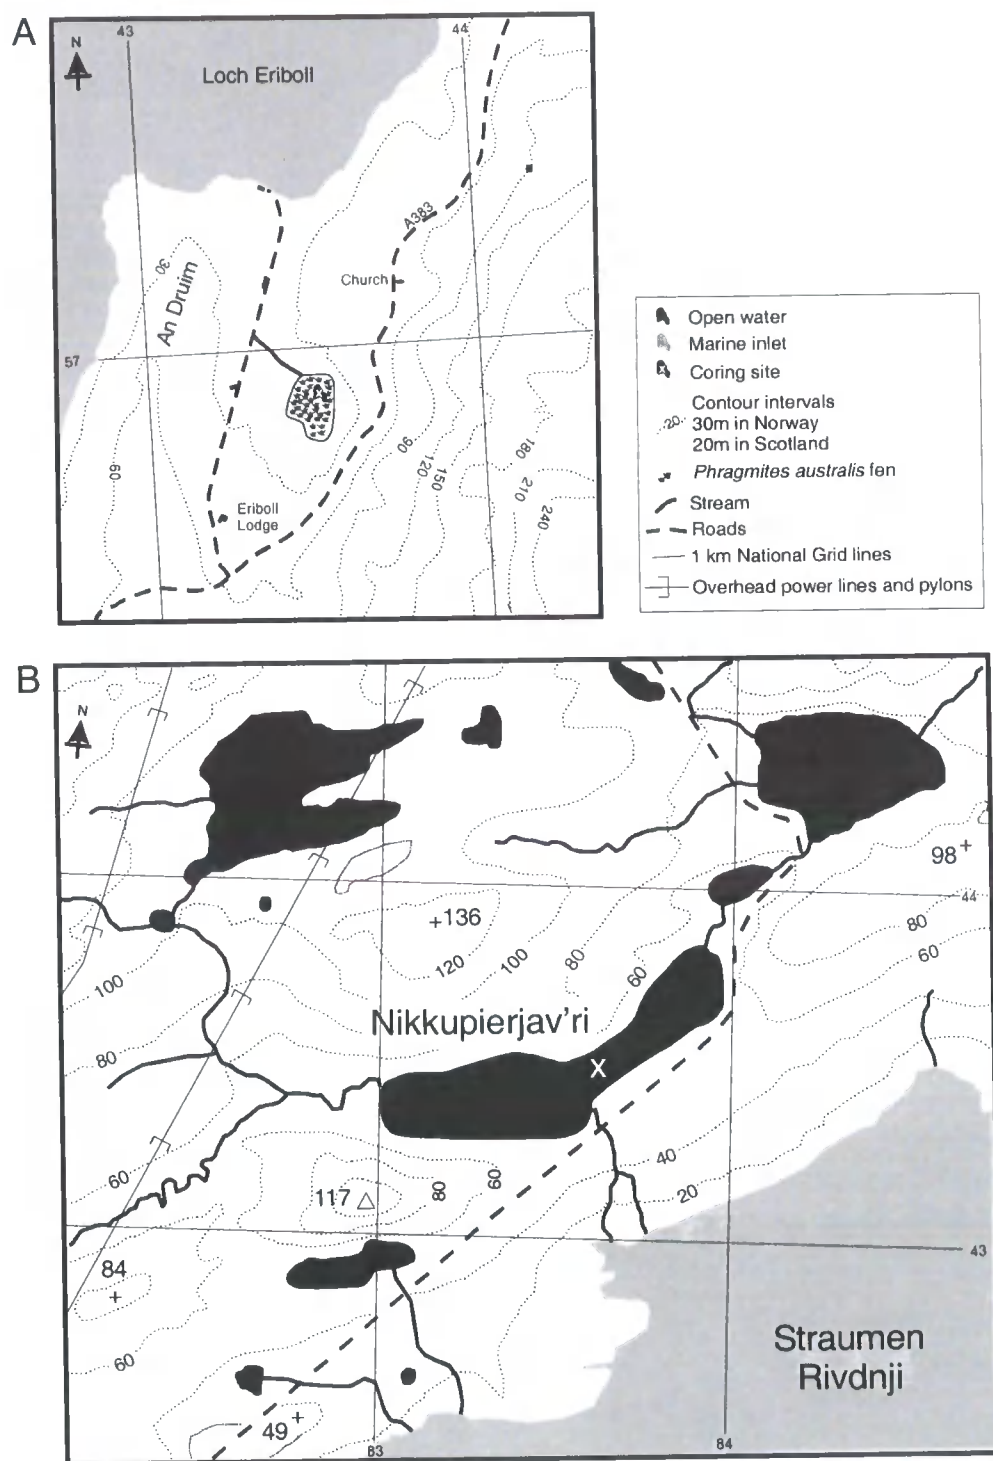 A
N
43
44
Loch Eriboll
A383
Church
30
An Druim
57
60
90
120
150
180
210
240
Eriboll
Lodge
Open water
Marine inlet
Coring site
Contour intervals
20
30m in Norway
20m in Scotland
Phragmites australis fen
Stream
Roads
1 km National Grid lines
Overhead power lines and pylons
B
N
98
44
136
80
60
120
100
80
60
100
Nikkupierjav'ri
80
X
60
117
80
60
40
20
43
84
60
Straumen
Rivdnji
49
83
84